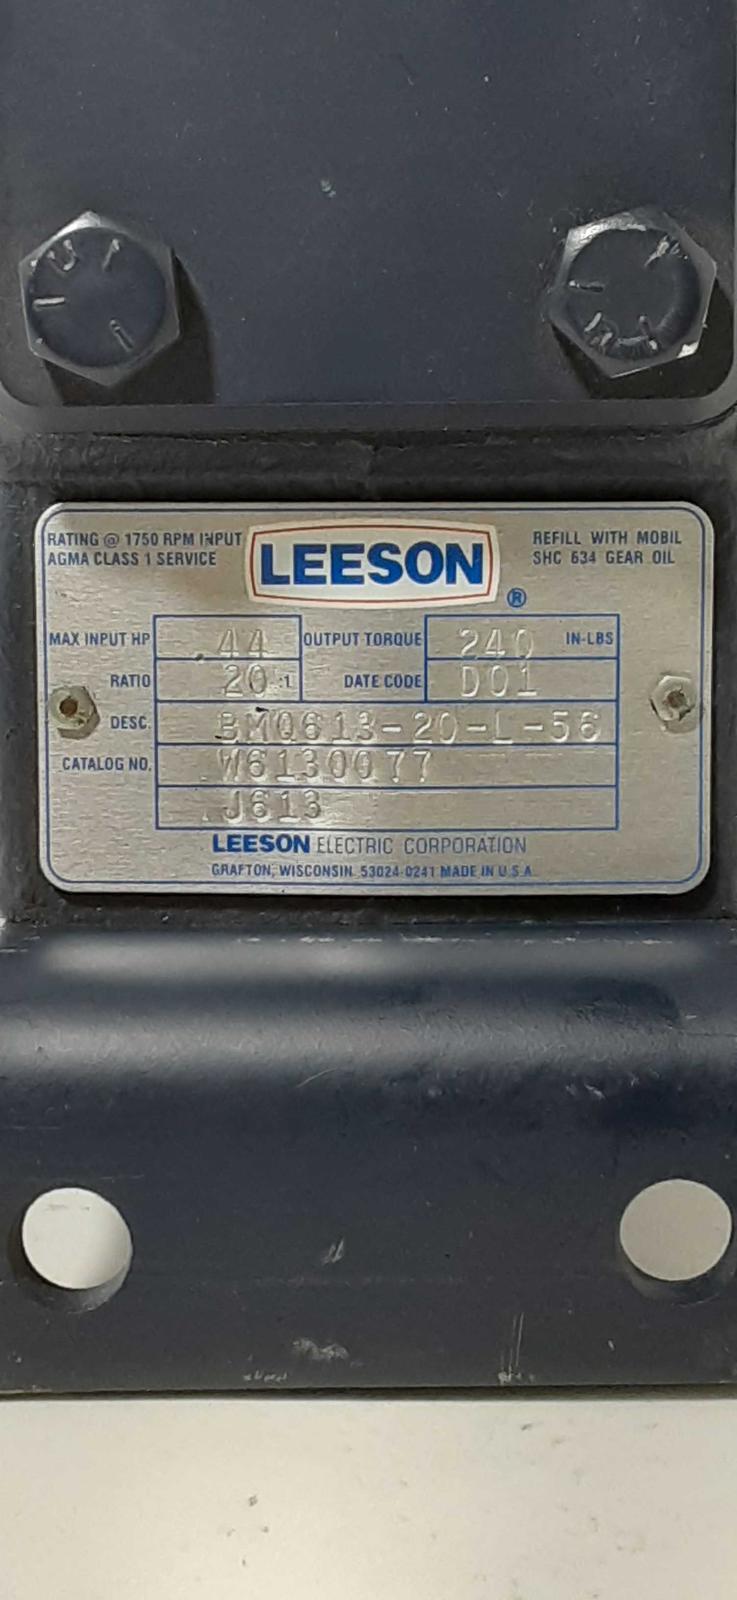 RATING @ 1750 RPM INPUT
AGMA CLASS 1 SERVICE
LEESON
®
REFILL WITH MOBIL
SHC 634 GEAR OIL
MAX INPUT HP .44 OUTPUT TORQUE 240 IN-LBS
RATIO 20 :1 DATE CODE D01
DESC. BMQ613-20-L-56
CATALOG NO. W6130077
J613
LEESON ELECTRIC CORPORATION
GRAFTON, WISCONSIN 53024-0241 MADE IN U.S.A.